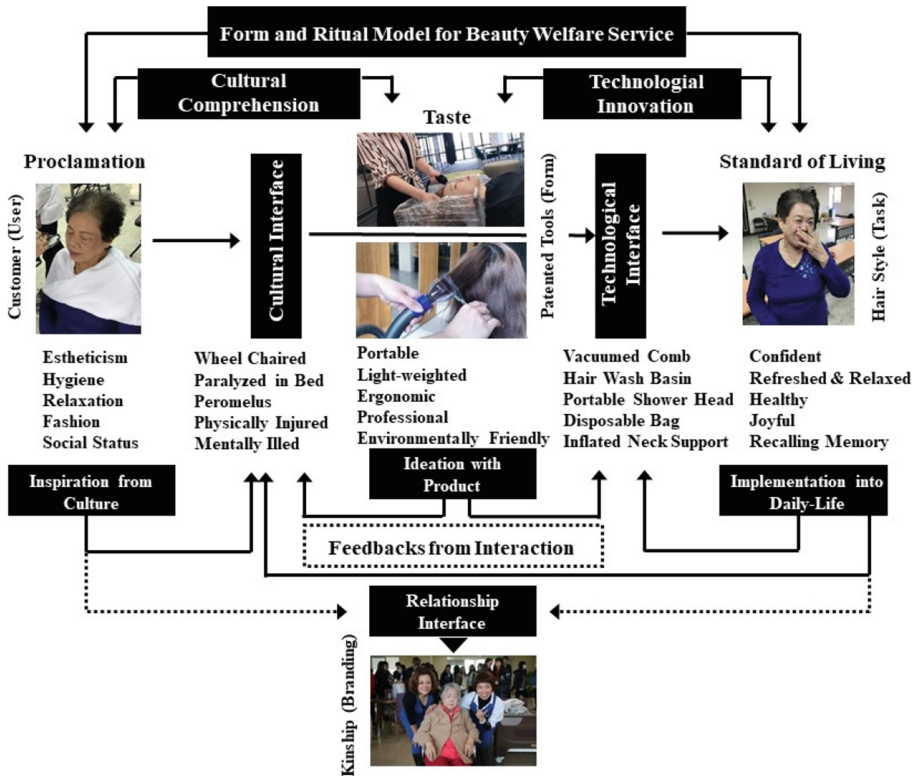 Form and Ritual Model for Beauty Welfare Service
Cultural
Comprehension
Technologial
Innovation
Taste
Proclamation
Standard of Living
Customer (User)
Cultural Interface
Patented Tools (Form)
Technological
Interface
Hair Style (Task)
Estheticism
Hygiene
Relaxation
Fashion
Social Status
Wheel Chaired
Paralyzed in Bed
Peromelus
Physically Injured
Mentally Illed
Portable
Light-weighted
Ergonomic
Professional
Environmentally Friendly
Vacuumed Comb
Hair Wash Basin
Portable Shower Head
Disposable Bag
Inflated Neck Support
Confident
Refreshed & Relaxed
Healthy
Joyful
Recalling Memory
Inspiration from
Culture
Ideation with
Product
Implementation into
Daily-Life
Feedbacks from Interaction
Relationship
Interface
Kinship (Branding)